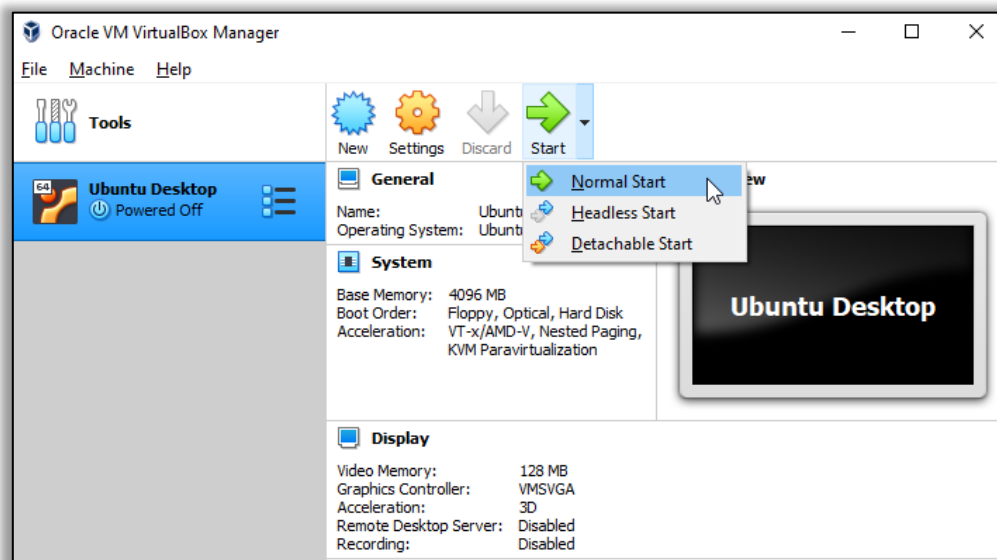 Oracle VM VirtualBox Manager
File Machine Help
Tools
New Settings Discard Start
64
Ubuntu Desktop
Powered Off
Normal Start
Headless Start
Detachable Start
General
Name:
Operating System:
System
Base Memory: 4096 MB
Boot Order: Floppy, Optical, Hard Disk
Acceleration: VT-x/AMD-V, Nested Paging,
KVM Paravirtualization
Ubuntu Desktop
Display
Video Memory: 128 MB
Graphics Controller: VMSVGA
Acceleration: 3D
Remote Desktop Server: Disabled
Recording: Disabled